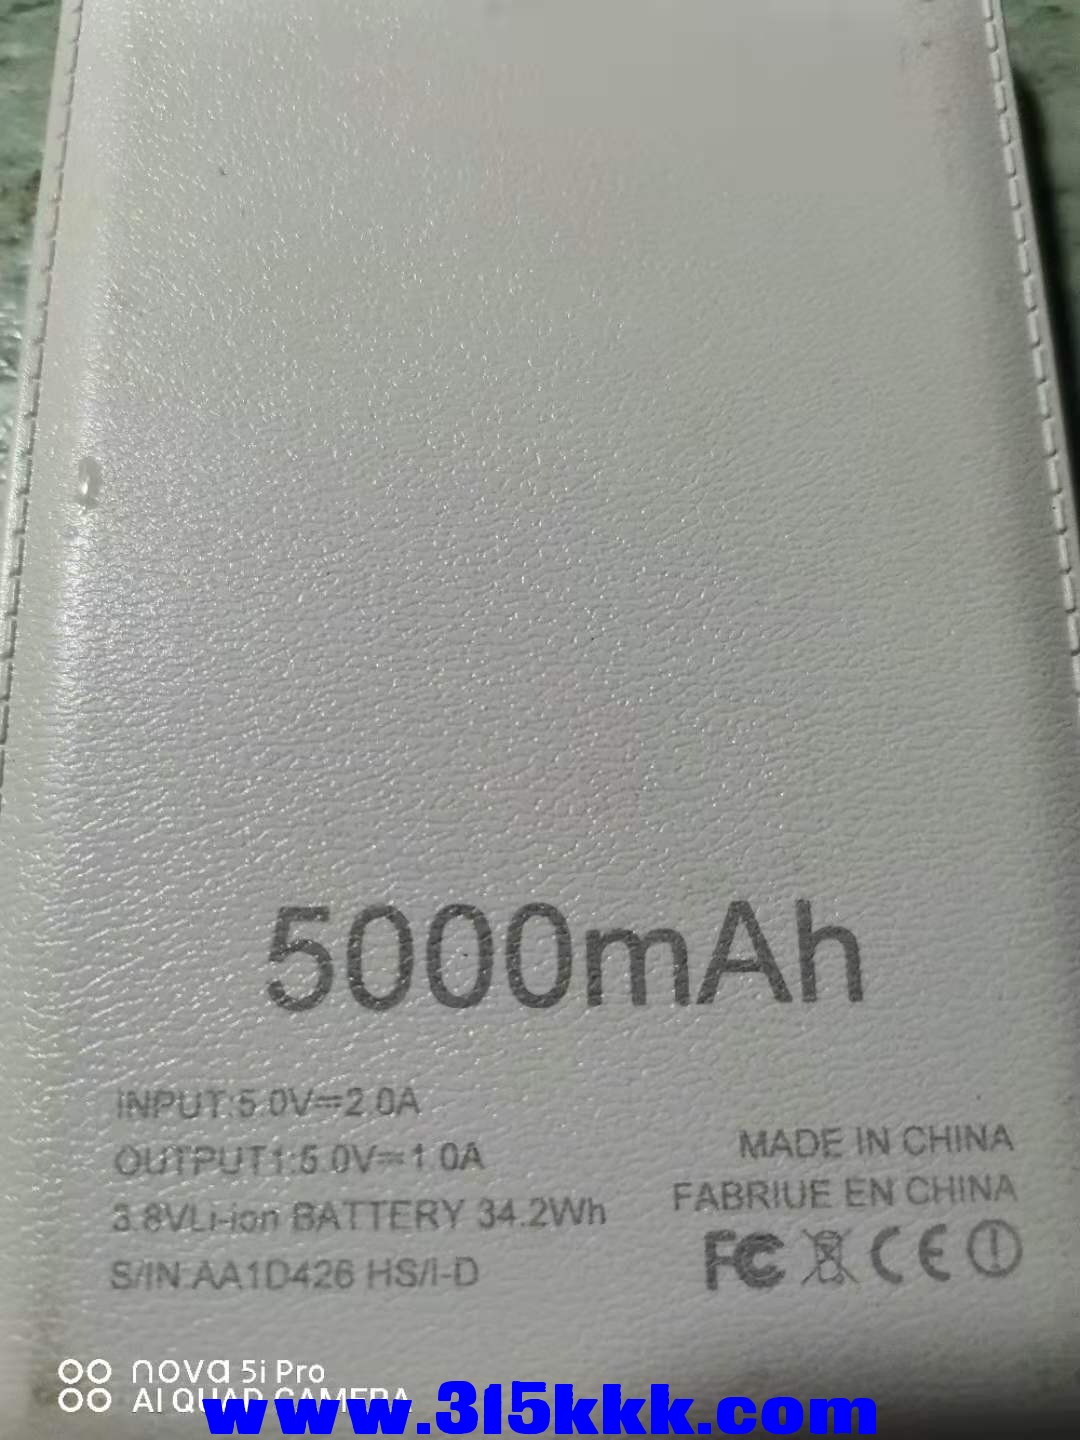 5000mAh
INPUT:5.0V⎓2.0A
OUTPUT1:5.0V⎓1.0A
3.8VLi-ion BATTERY 34.2Wh
S/IN:AA1D426 HS/I-D
MADE IN CHINA
FABRIUE EN CHINA
FC CE
nova 5i Pro
AI QUAD CAMERA
www.315kkk.com